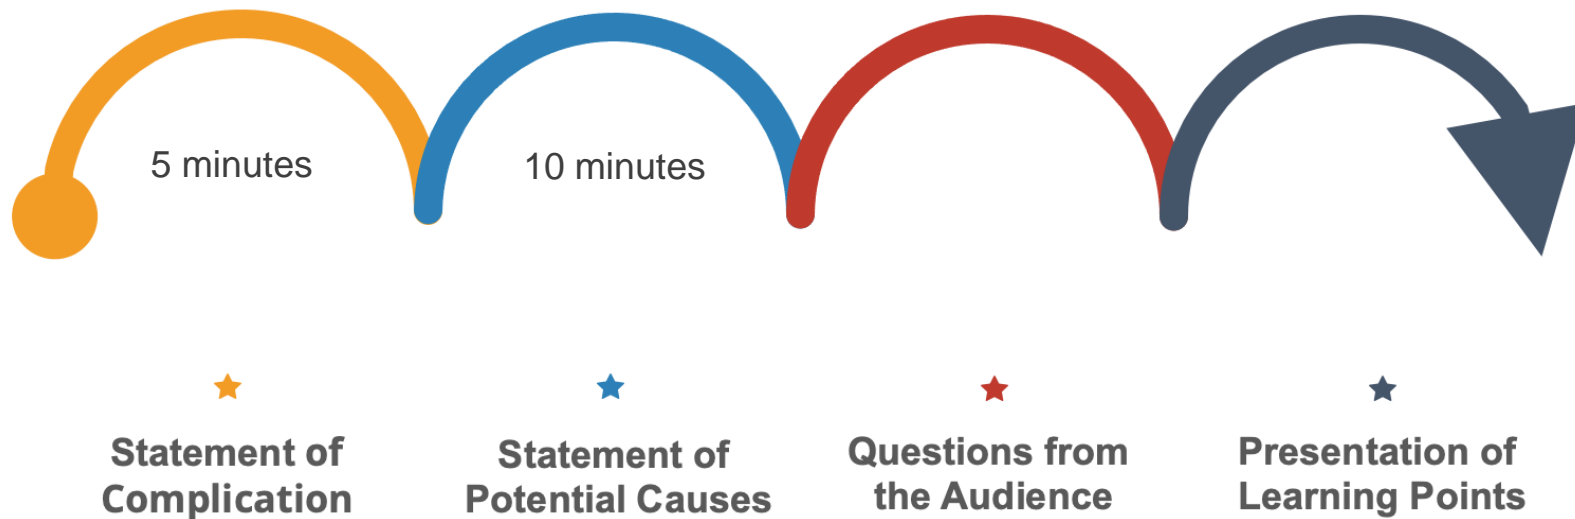 5 minutes
10 minutes
Statement of
Complication
Statement of
Potential Causes
Questions from
the Audience
Presentation of
Learning Points